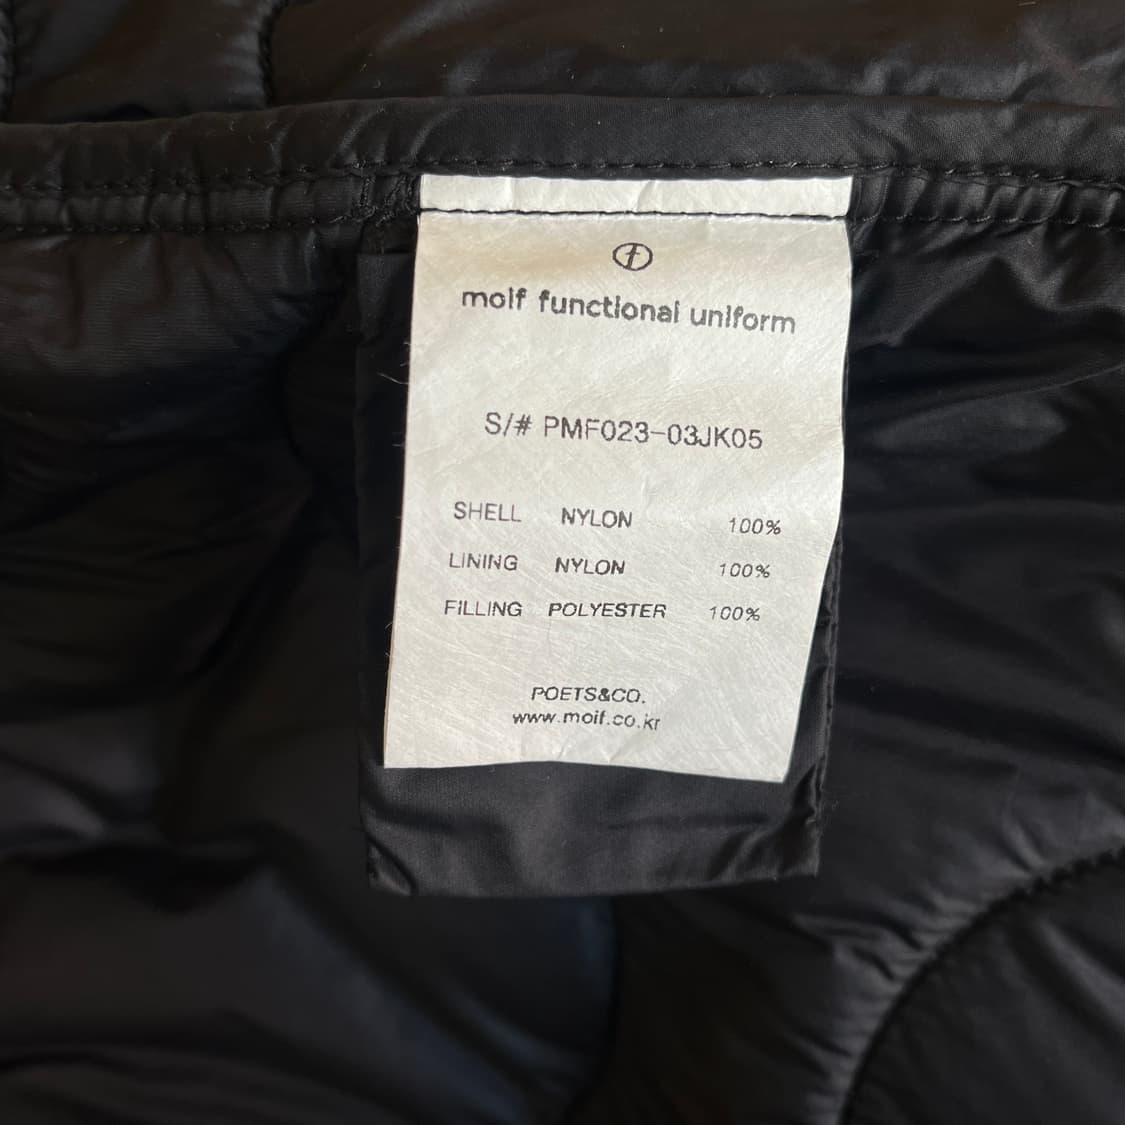 moif functional uniform
S/# PMF023-03JK05
SHELL NYLON 100%
LINING NYLON 100%
FILLING POLYESTER 100%
POETS&CO.
www.moif.co.kr